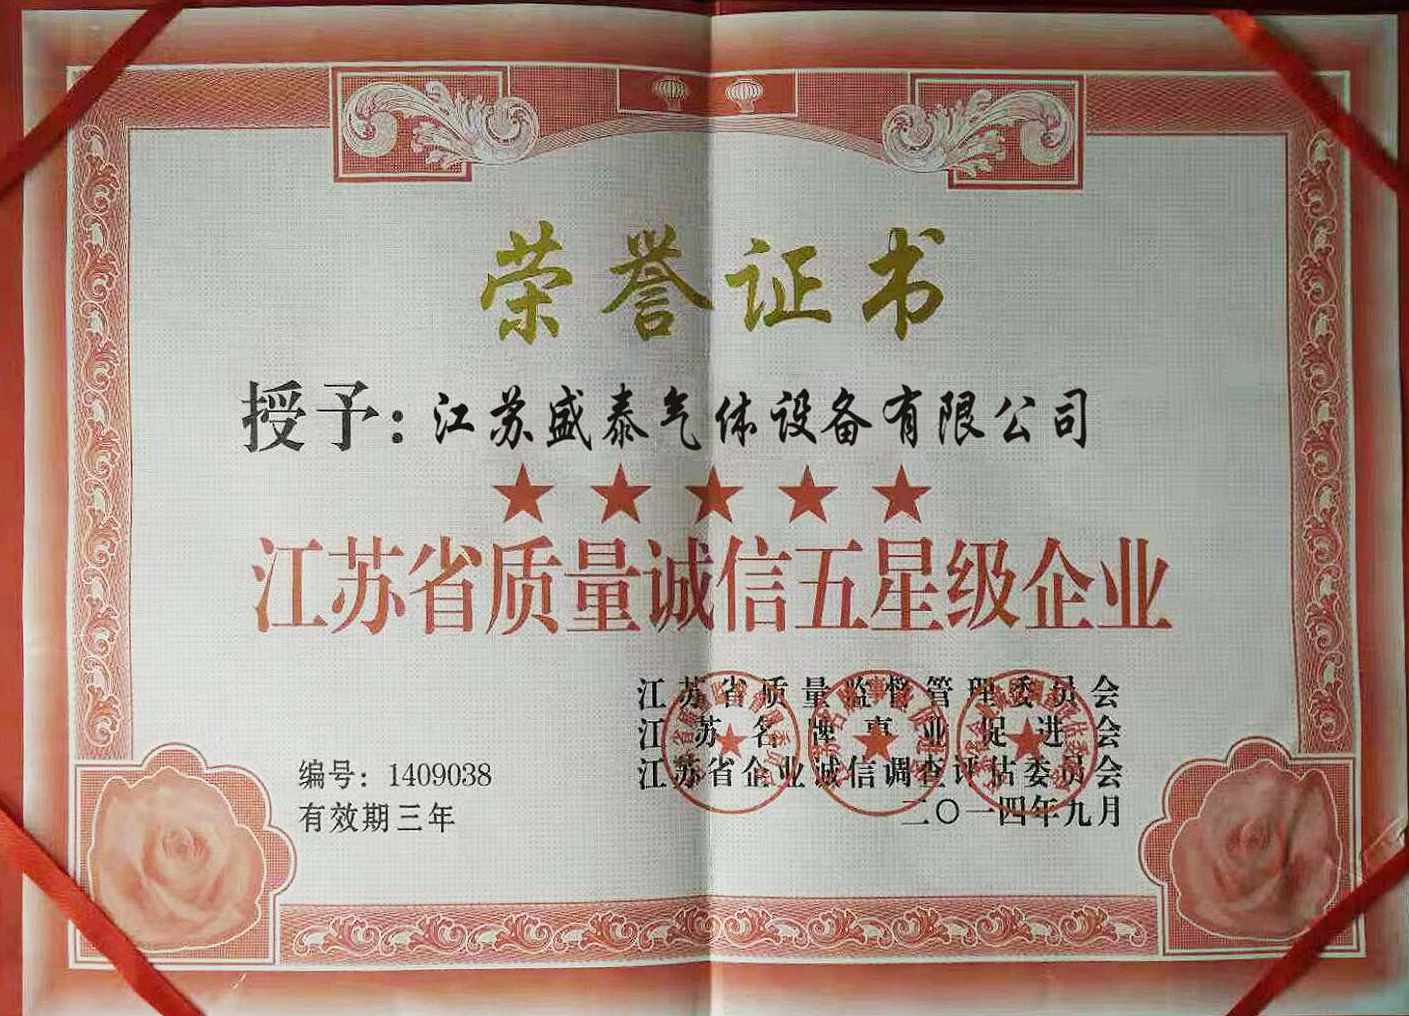 荣誉证书
授予:江苏盛泰气体设备有限公司
江苏省质量诚信五星级企业
江苏省质量监督管理委员会
江苏名牌事业促进会
江苏省企业诚信调查评估委员会
二〇一四年九月
编号：1409038
有效期三年